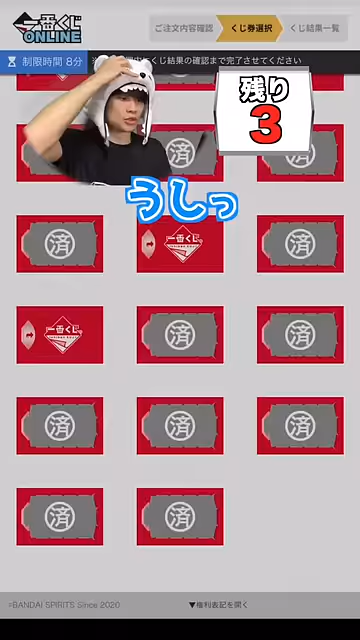 一番くじ
ONLINE
ご注文内容確認
くじ券選択
くじ結果一覧
制限時間 8分
くじ結果の確認まで完了させてください
残り
3
済
済
うしっ
済
一番くじ
済
一番くじ
済
済
済
済
済
済
済
©BANDAI SPIRITS Since 2020
▼権利表記を開く